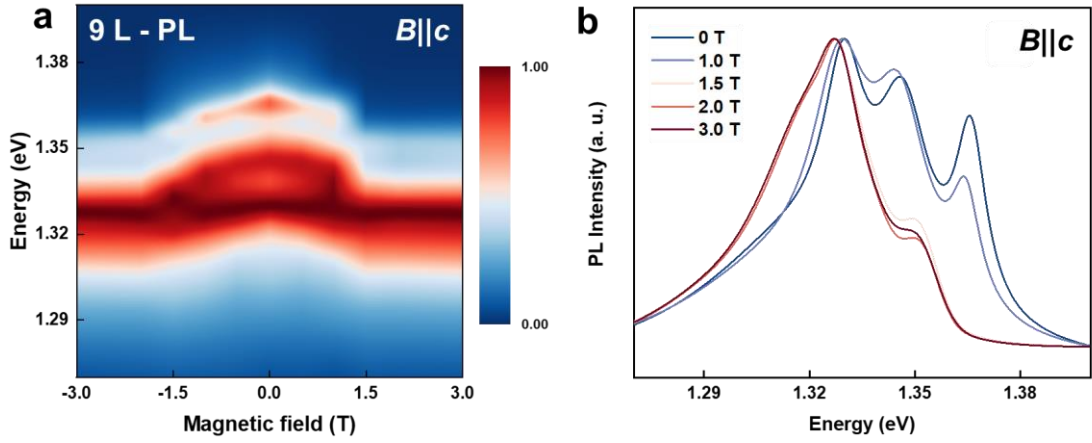 a
9 L - PL
B||c
1.38
1.35
1.32
1.29
Energy (eV)
-3.0
-1.5
0.0
1.5
3.0
Magnetic field (T)
1.00
0.00
b
B||c
0 T
1.0 T
1.5 T
2.0 T
3.0 T
PL Intensity (a. u.)
1.29
1.32
1.35
1.38
Energy (eV)